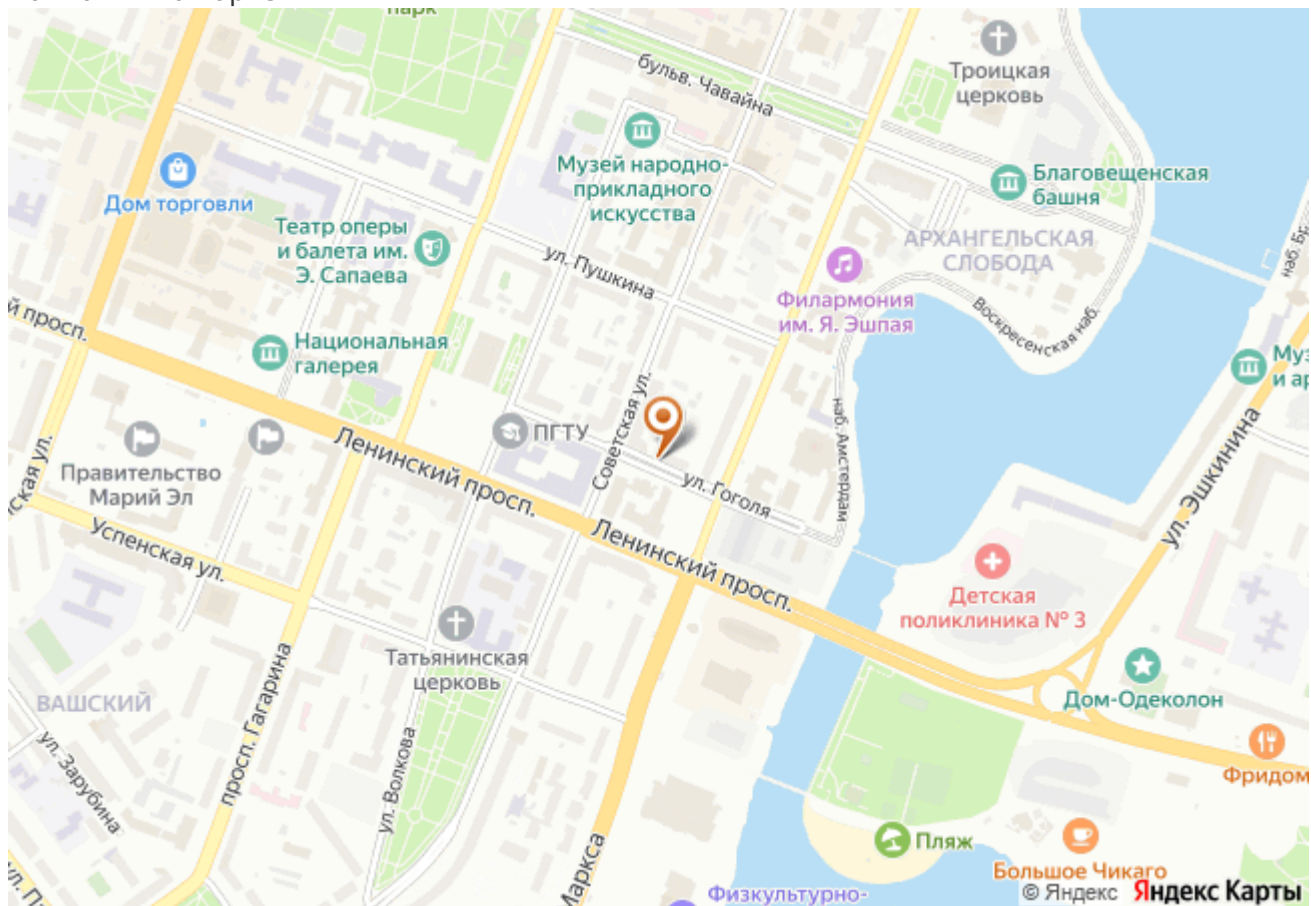 парк
бульв. Чавайна
Троицкая
церковь
Музей народно-
прикладного
искусства
Благовещенская
башня
Дом торговли
Театр оперы
и балета им.
Э. Сапаева
АРХАНГЕЛЬСКАЯ
СЛОБОДА
ул. Пушкина
Филармония
им. Я. Эшпая
Воскресенская наб.
й просп.
Национальная
галерея
Советская ул.
ПГТУ
Ленинский просп.
ул. Гоголя
наб. Амстердам
Правительство
Марий Эл
ул. Эшкинина
Успенская ул.
Ленинский просп.
Детская
поликлиника № 3
Татьянинская
церковь
Дом-Одеколон
ВАШСКИЙ
просп. Гагарина
ул. Волкова
ул. Зарубина
Фридом
Пляж
Большое Чикаго
Маркса
Физкультурно-
© Яндекс Яндекс Карты